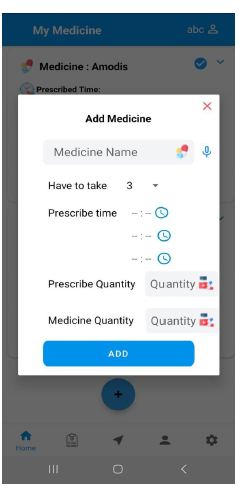 My Medicine abc
Medicine : Amodis
Prescribed Time:
Add Medicine
Medicine Name
Have to take 3
Prescribe time --:--
--:--
--:--
Prescribe Quantity Quantity
Medicine Quantity Quantity
ADD
+
Home